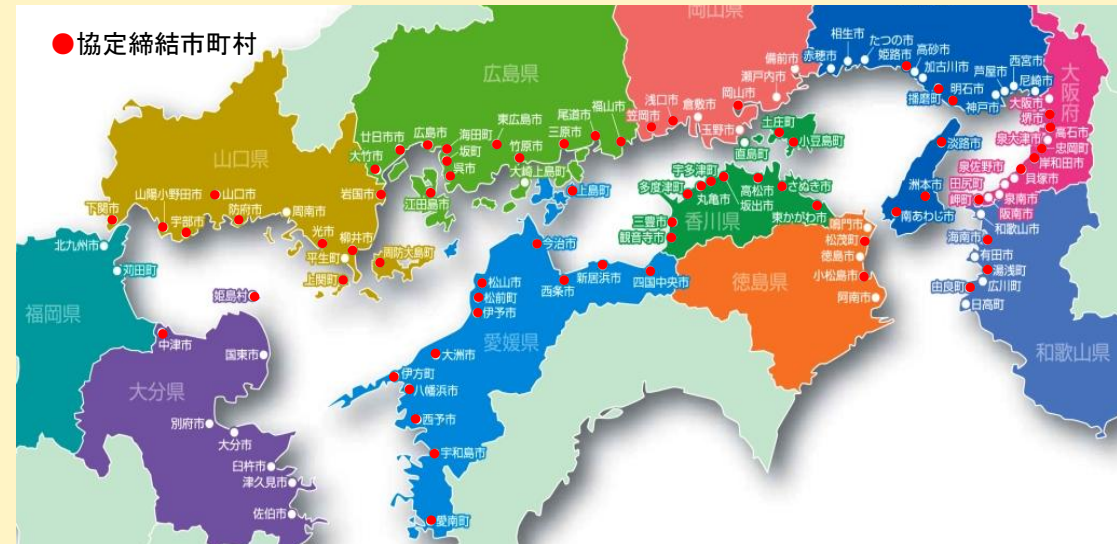 ●協定締結市町村
岡山県
広島県
山口県
福岡県
大分県
愛媛県
香川県
徳島県
大阪府
和歌山県
下関市
山陽小野田市
宇部市
山口市
防府市
周南市
光市
平生町
柳井市
上関町
周防大島町
岩国市
北九州市
苅田町
姫島村
中津市
国東市
別府市
大分市
臼杵市
津久見市
佐伯市
大竹市
廿日市市
広島市
海田町
坂町
呉市
江田島市
東広島市
竹原市
大崎上島町
三原市
尾道市
福山市
笠岡市
浅口市
倉敷市
岡山市
玉野市
瀬戸内市
備前市
赤穂市
相生市
たつの市
姫路市
高砂市
加古川市
播磨町
明石市
神戸市
芦屋市
西宮市
尼崎市
大阪市
堺市
高石市
泉大津市
忠岡町
岸和田市
貝塚市
泉佐野市
田尻町
泉南市
阪南市
岬町
和歌山市
海南市
有田市
湯浅町
広川町
由良町
日高町
淡路市
洲本市
南あわじ市
土庄町
小豆島町
直島町
宇多津町
多度津町
丸亀市
坂出市
高松市
さぬき市
東かがわ市
三豊市
観音寺市
鳴門市
松茂町
徳島市
小松島市
阿南市
上島町
今治市
松山市
松前町
伊予市
西条市
新居浜市
四国中央市
大洲市
伊方町
八幡浜市
西予市
宇和島市
愛南町